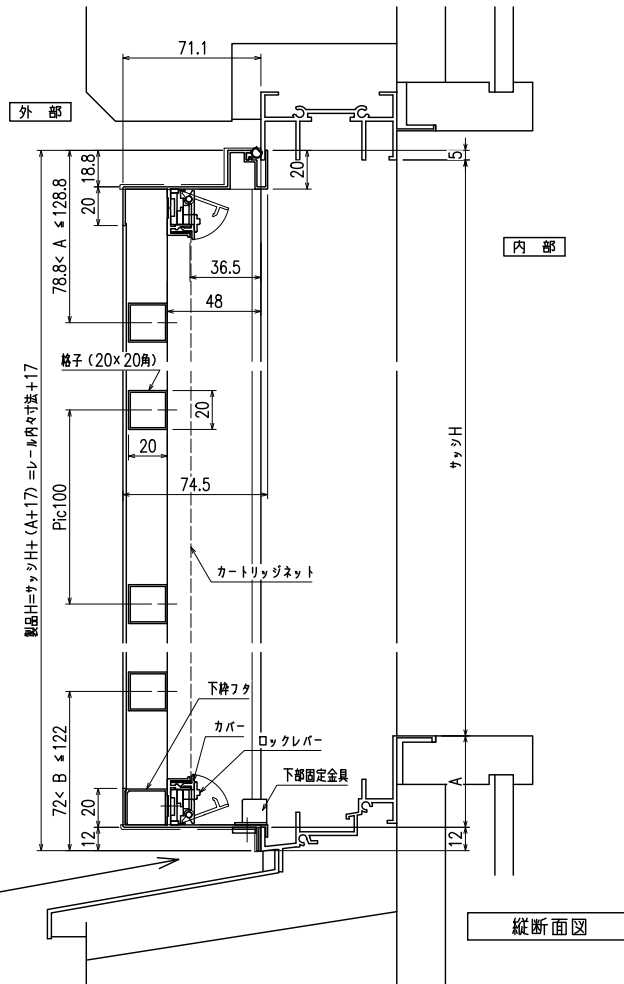 71.1
外 部
18.8
20
5
20
78.8< A ≦128.8
内 部
36.5
48
格子（20×20角）
20
20
74.5
Pic100
製品H=サッシH+(A+17) =レール内々寸法+17
サッシH
カートリッジネット
下枠フタ
カバー
ロックレバー
下部固定金具
72< B ≦122
20
12
A
12
縦断面図